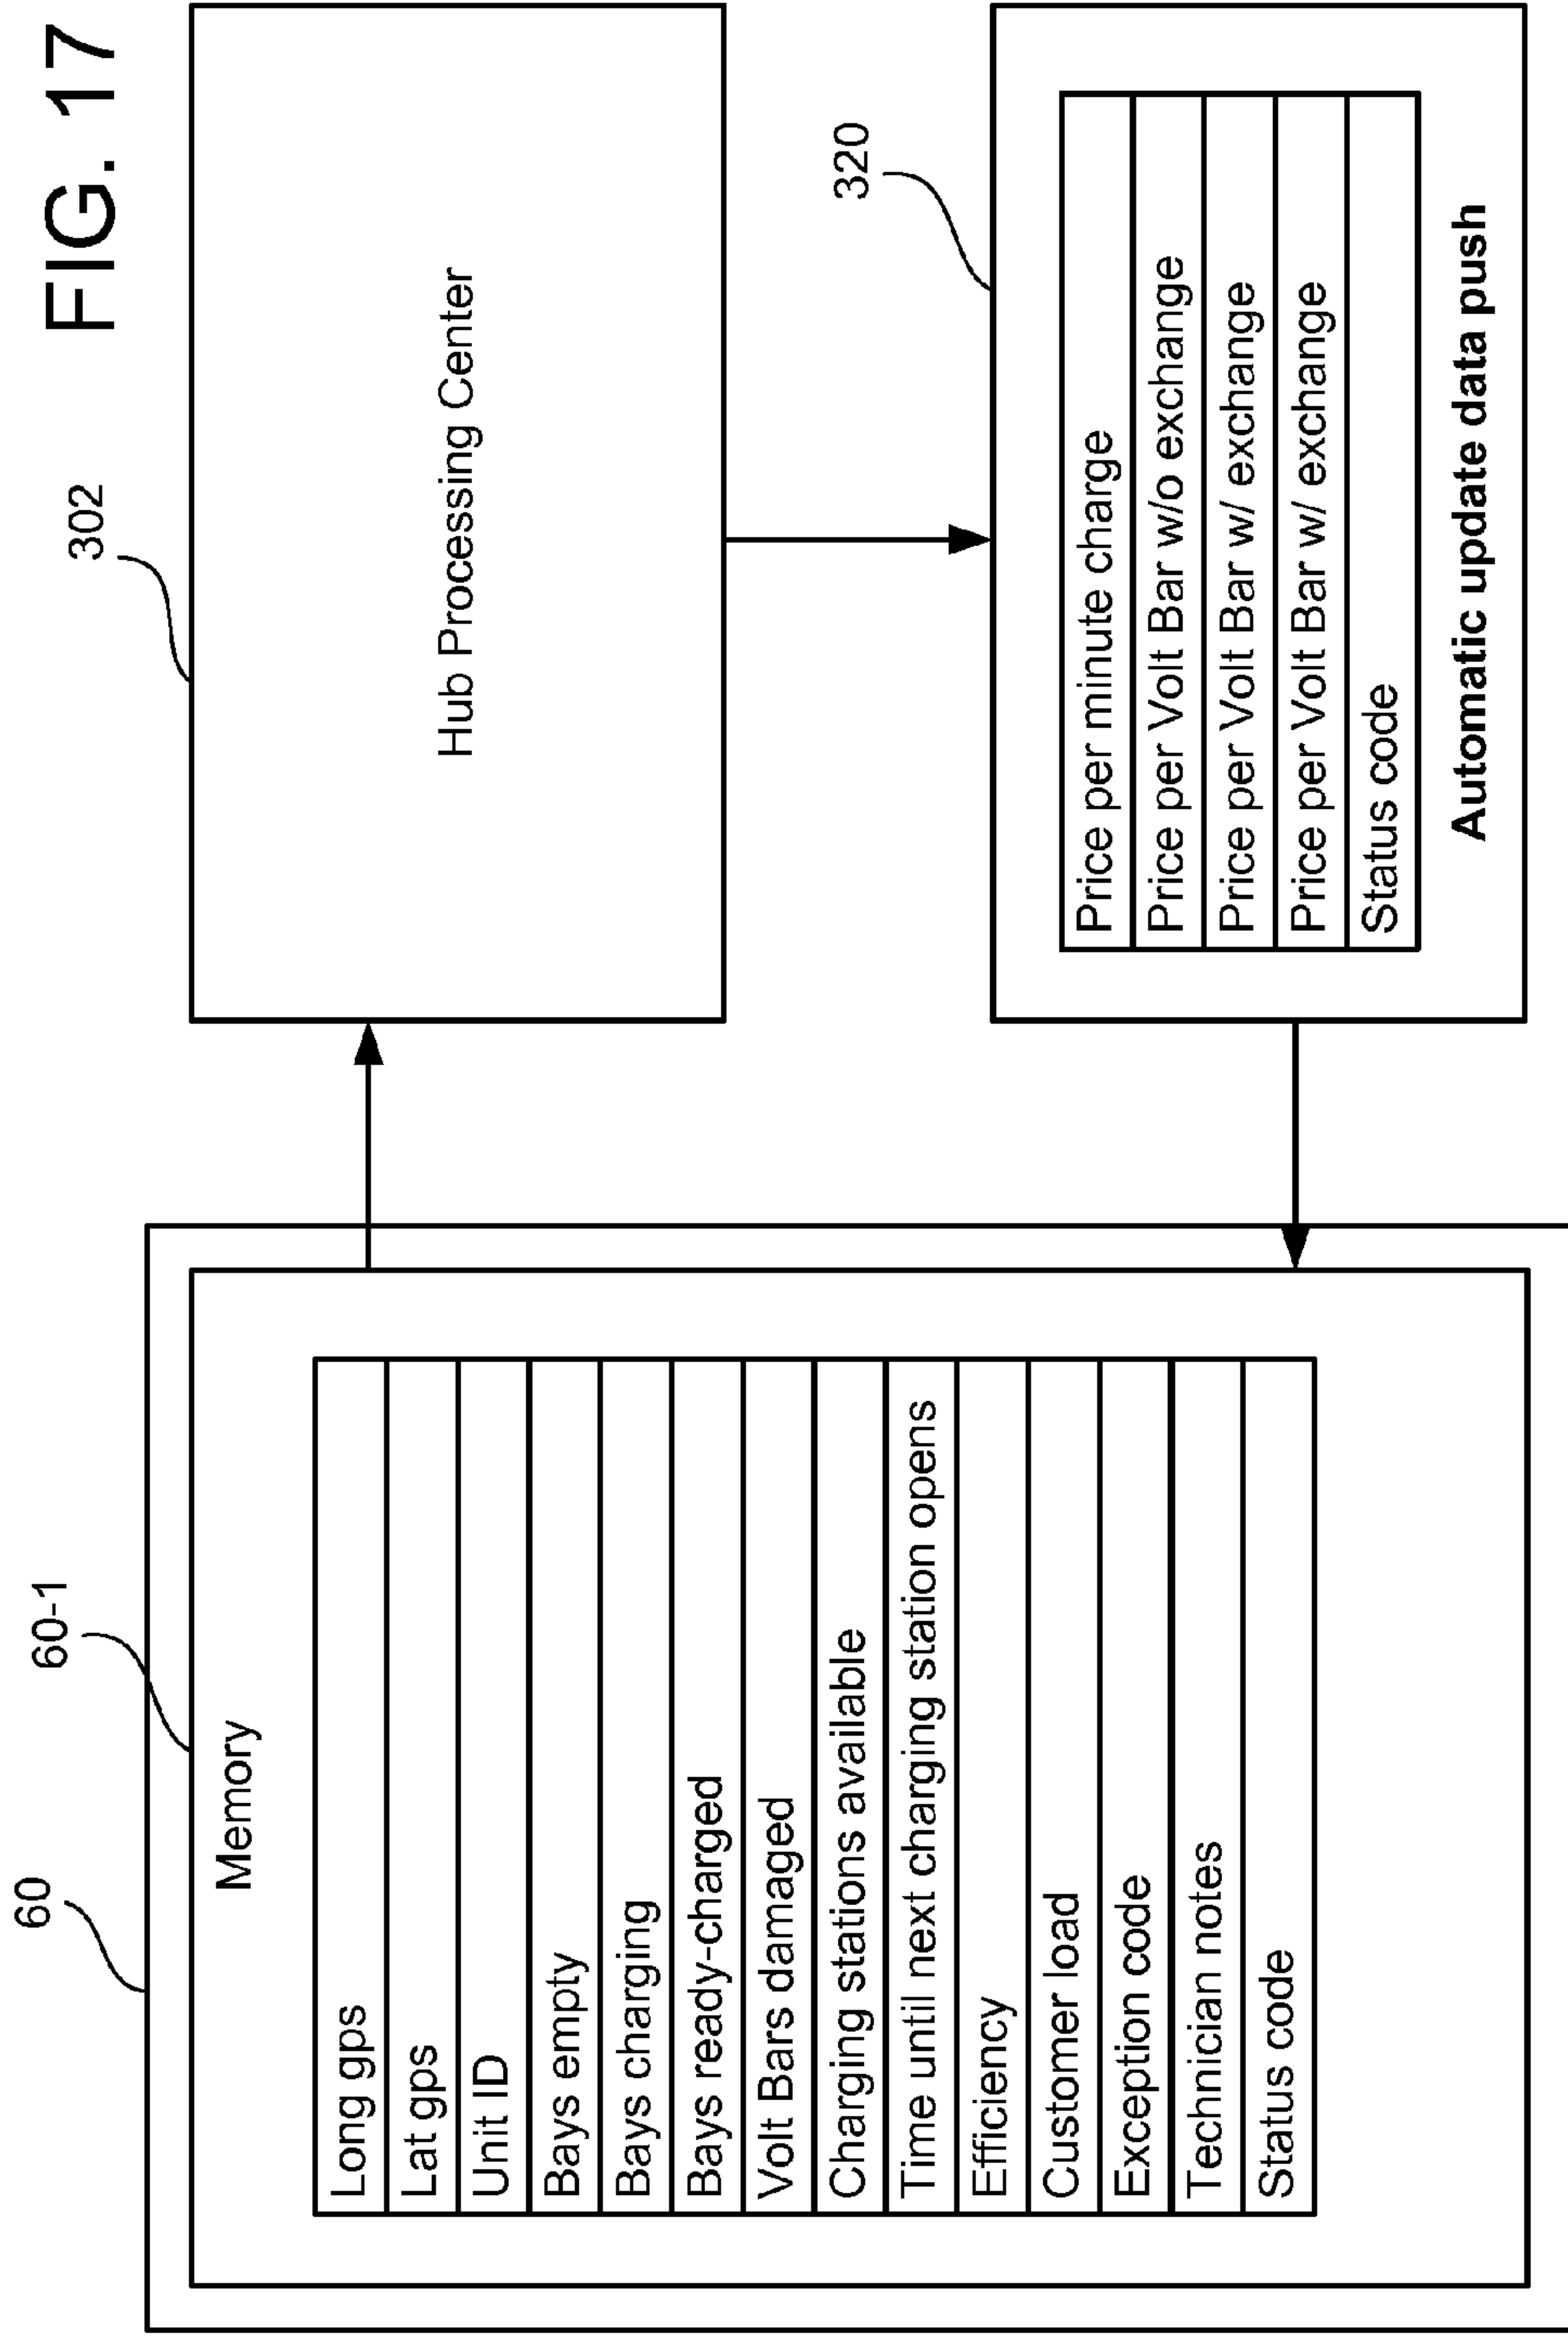 FIG. 17
60
60-1
Memory
Long gps
Lat gps
Unit ID
Bays empty
Bays charging
Bays ready-charged
Volt Bars damaged
Charging stations available
Time until next charging station opens
Efficiency
Customer load
Exception code
Technician notes
Status code
302
Hub Processing Center
320
Price per minute charge
Price per Volt Bar w/o exchange
Price per Volt Bar w/ exchange
Price per Volt Bar w/ exchange
Status code
Automatic update data push